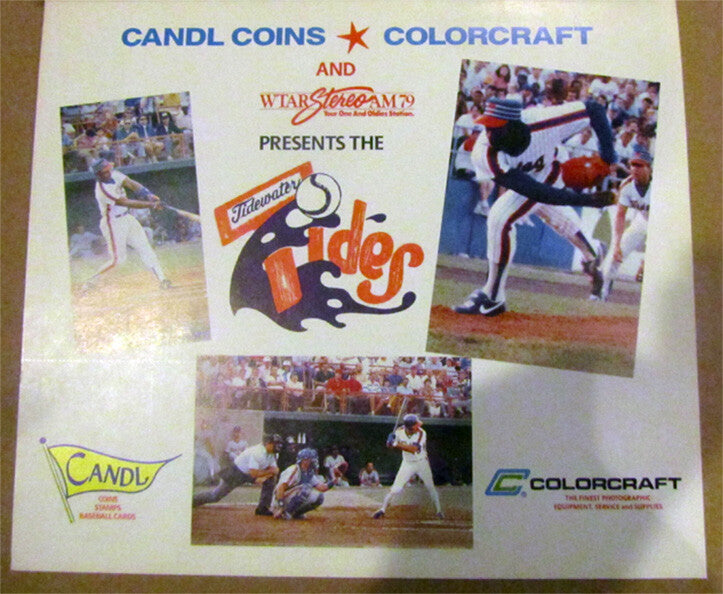 CANDL COINS ★ COLORCRAFT
AND
WTAR Stereo AM 79
Your One And Oldies Station.
PRESENTS THE
Tidewater
Tides
CANDL
COINS
STAMPS
BASEBALL CARDS
COLORCRAFT
THE FINEST PHOTOGRAPHIC
EQUIPMENT, SERVICE and SUPPLIES